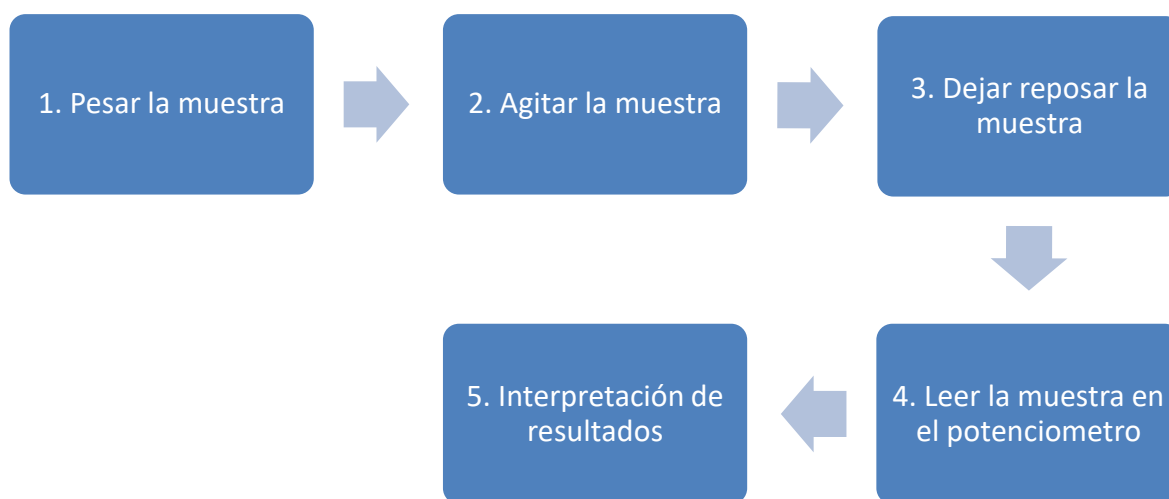 1. Pesar la muestra
2. Agitar la muestra
3. Dejar reposar la
muestra
4. Leer la muestra en
el potenciometro
5. Interpretación de
resultados